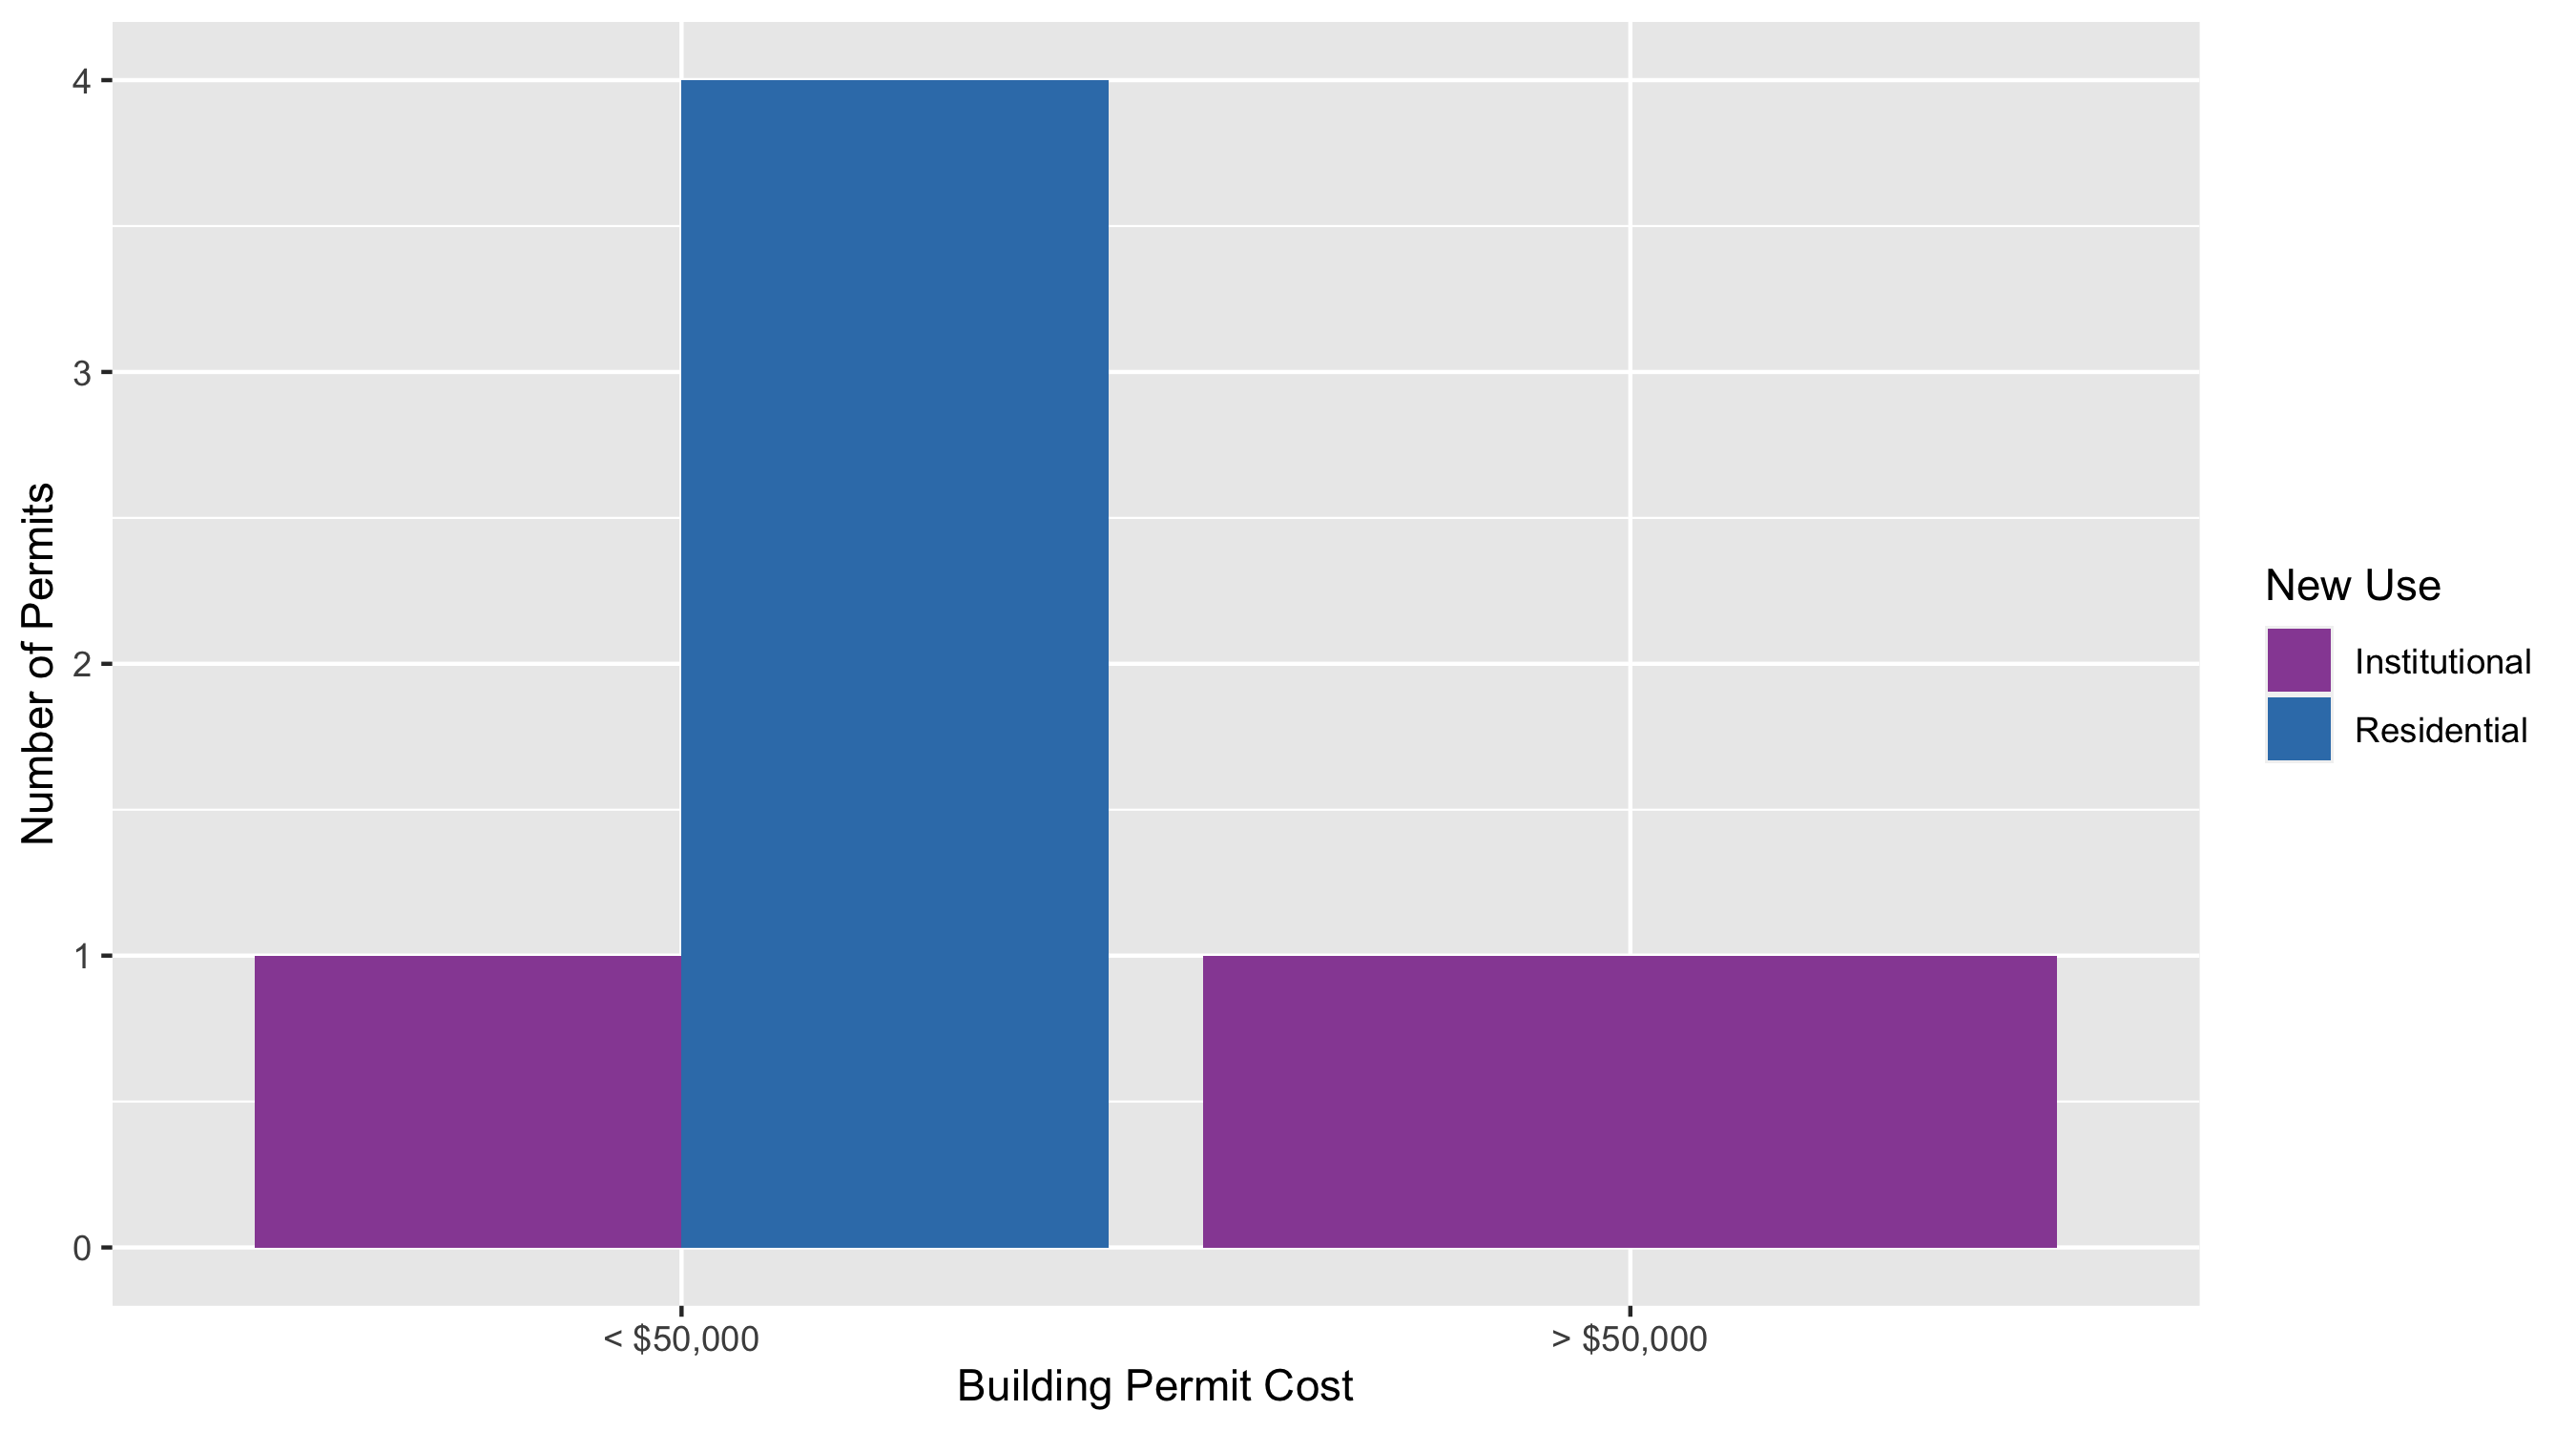 4
3
2
1
0
Number of Permits
< $50,000
> $50,000
Building Permit Cost
New Use
Institutional
Residential